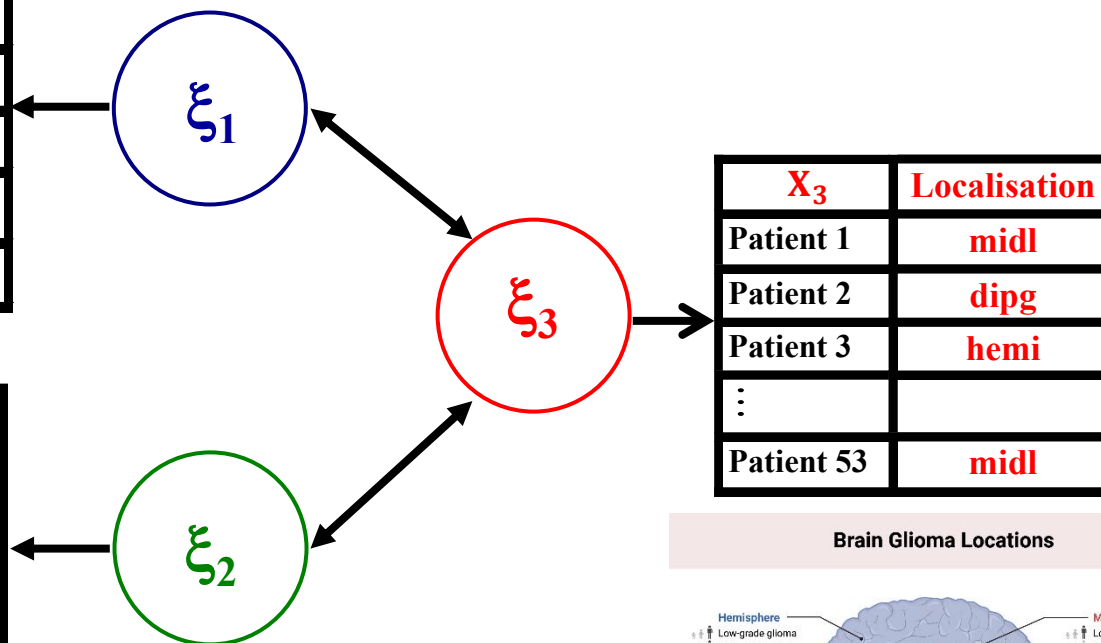 ξ1
ξ3
ξ2
X3 Localisation
Patient 1 midl
Patient 2 dipg
Patient 3 hemi
⋮
Patient 53 midl
Brain Glioma Locations
Hemisphere
Low-grade glioma